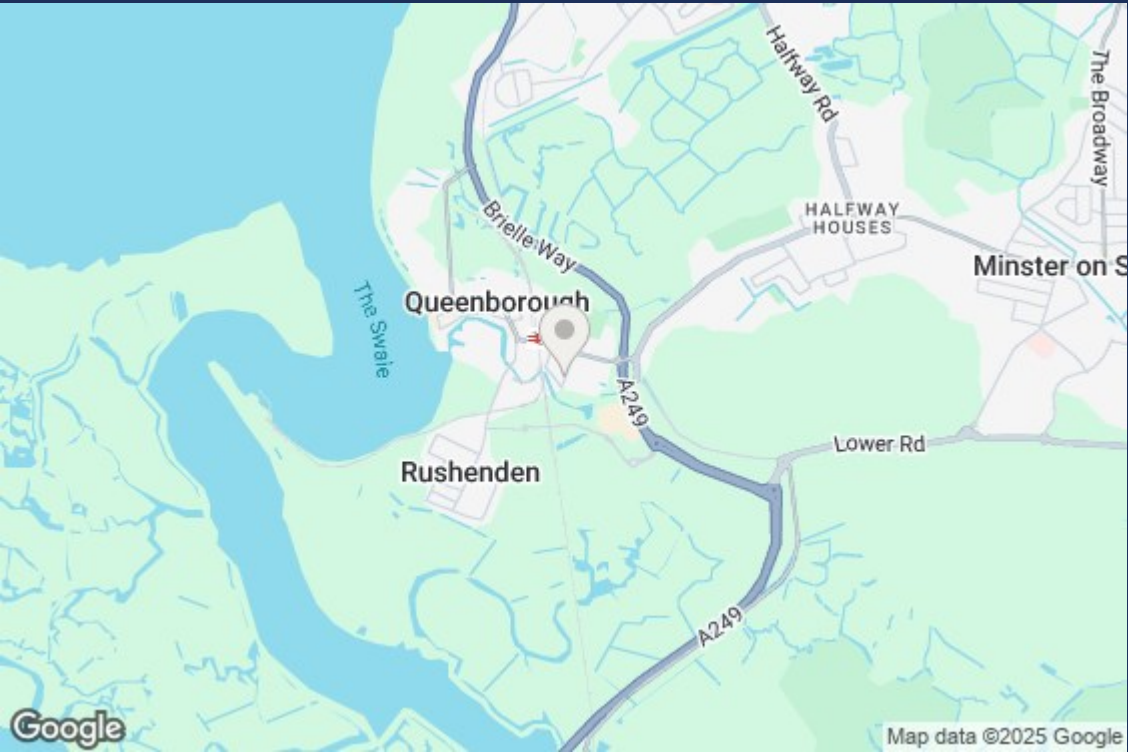 Halfway Rd
The Broadway
Brielle Way
HALFWAY
HOUSES
Minster on S
Queenborough
The Swale
A249
Lower Rd
Rushenden
A249
Google
Map data ©2025 Google